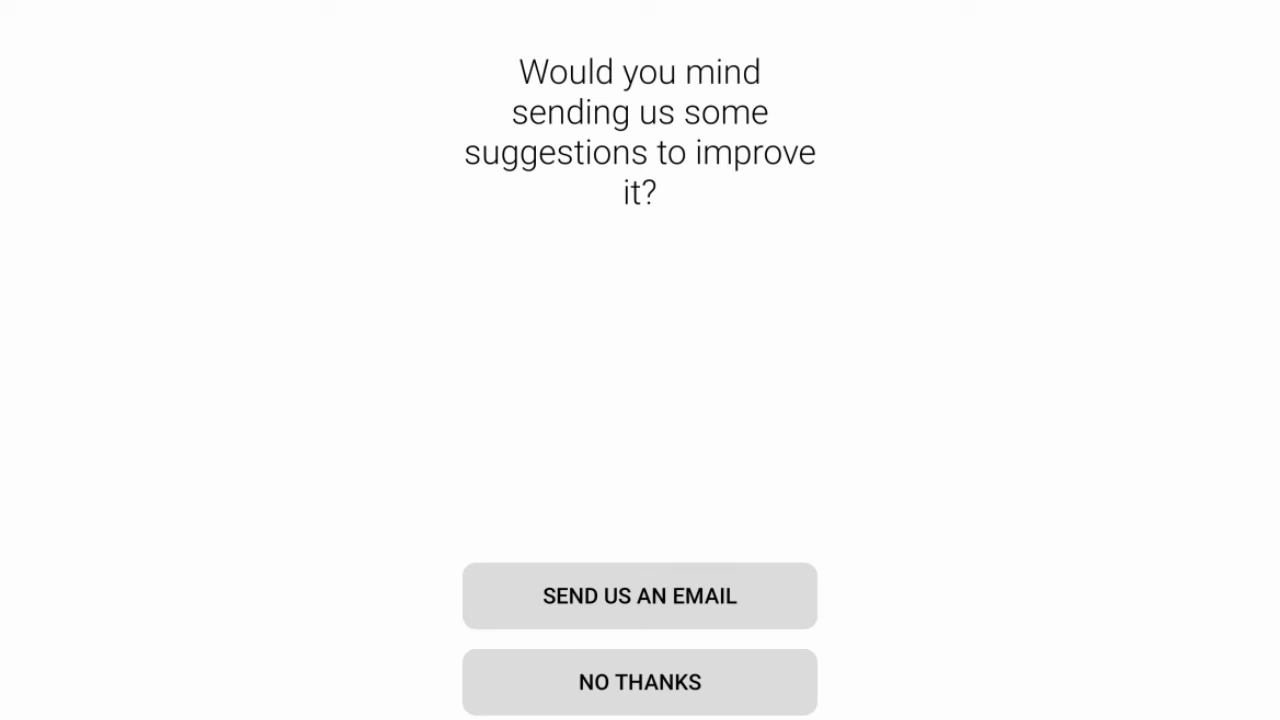 Would you mind
sending us some
suggestions to improve
it?
SEND US AN EMAIL
NO THANKS